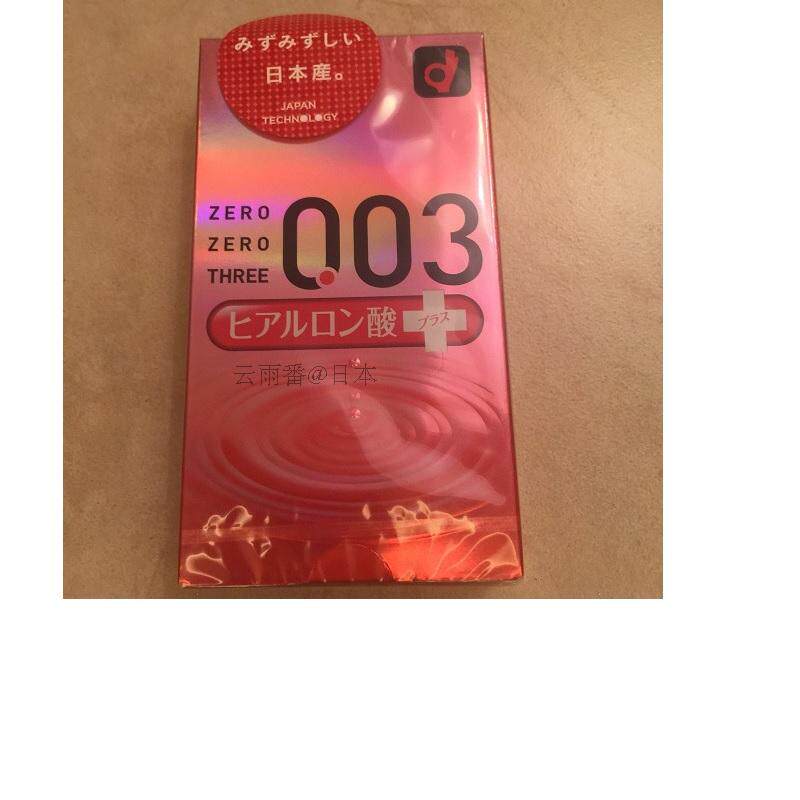 みずみずしい
日本産。
JAPAN
TECHNOLOGY
ZERO
ZERO
THREE
0.03
ヒアルロン酸
プラス
云雨番@日本